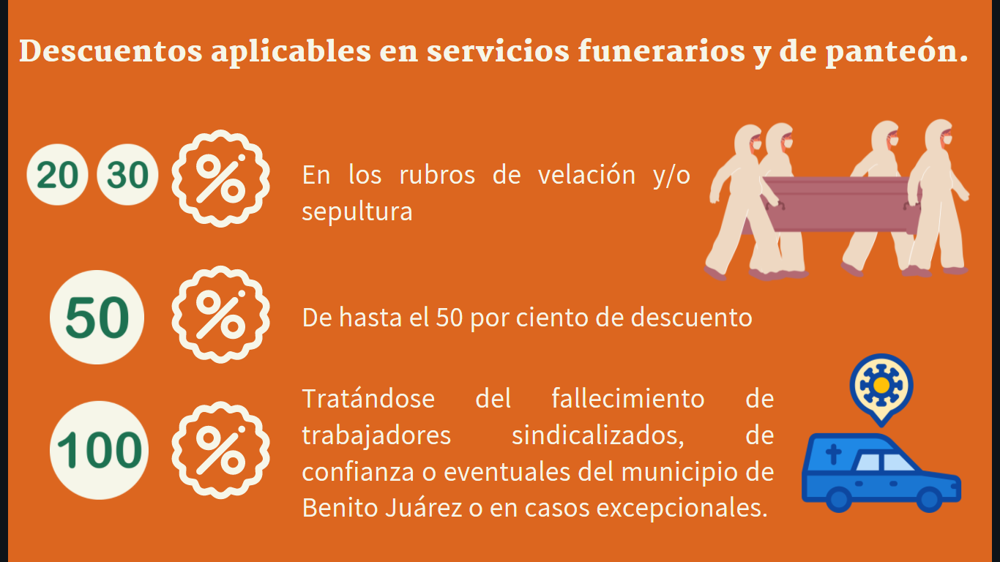 Descuentos aplicables en servicios funerarios y de panteón.
20 30 %
En los rubros de velación y/o
sepultura
50 %
De hasta el 50 por ciento de descuento
100 %
Tratándose del fallecimiento de
trabajadores sindicalizados, de
confianza o eventuales del municipio de
Benito Juárez o en casos excepcionales.